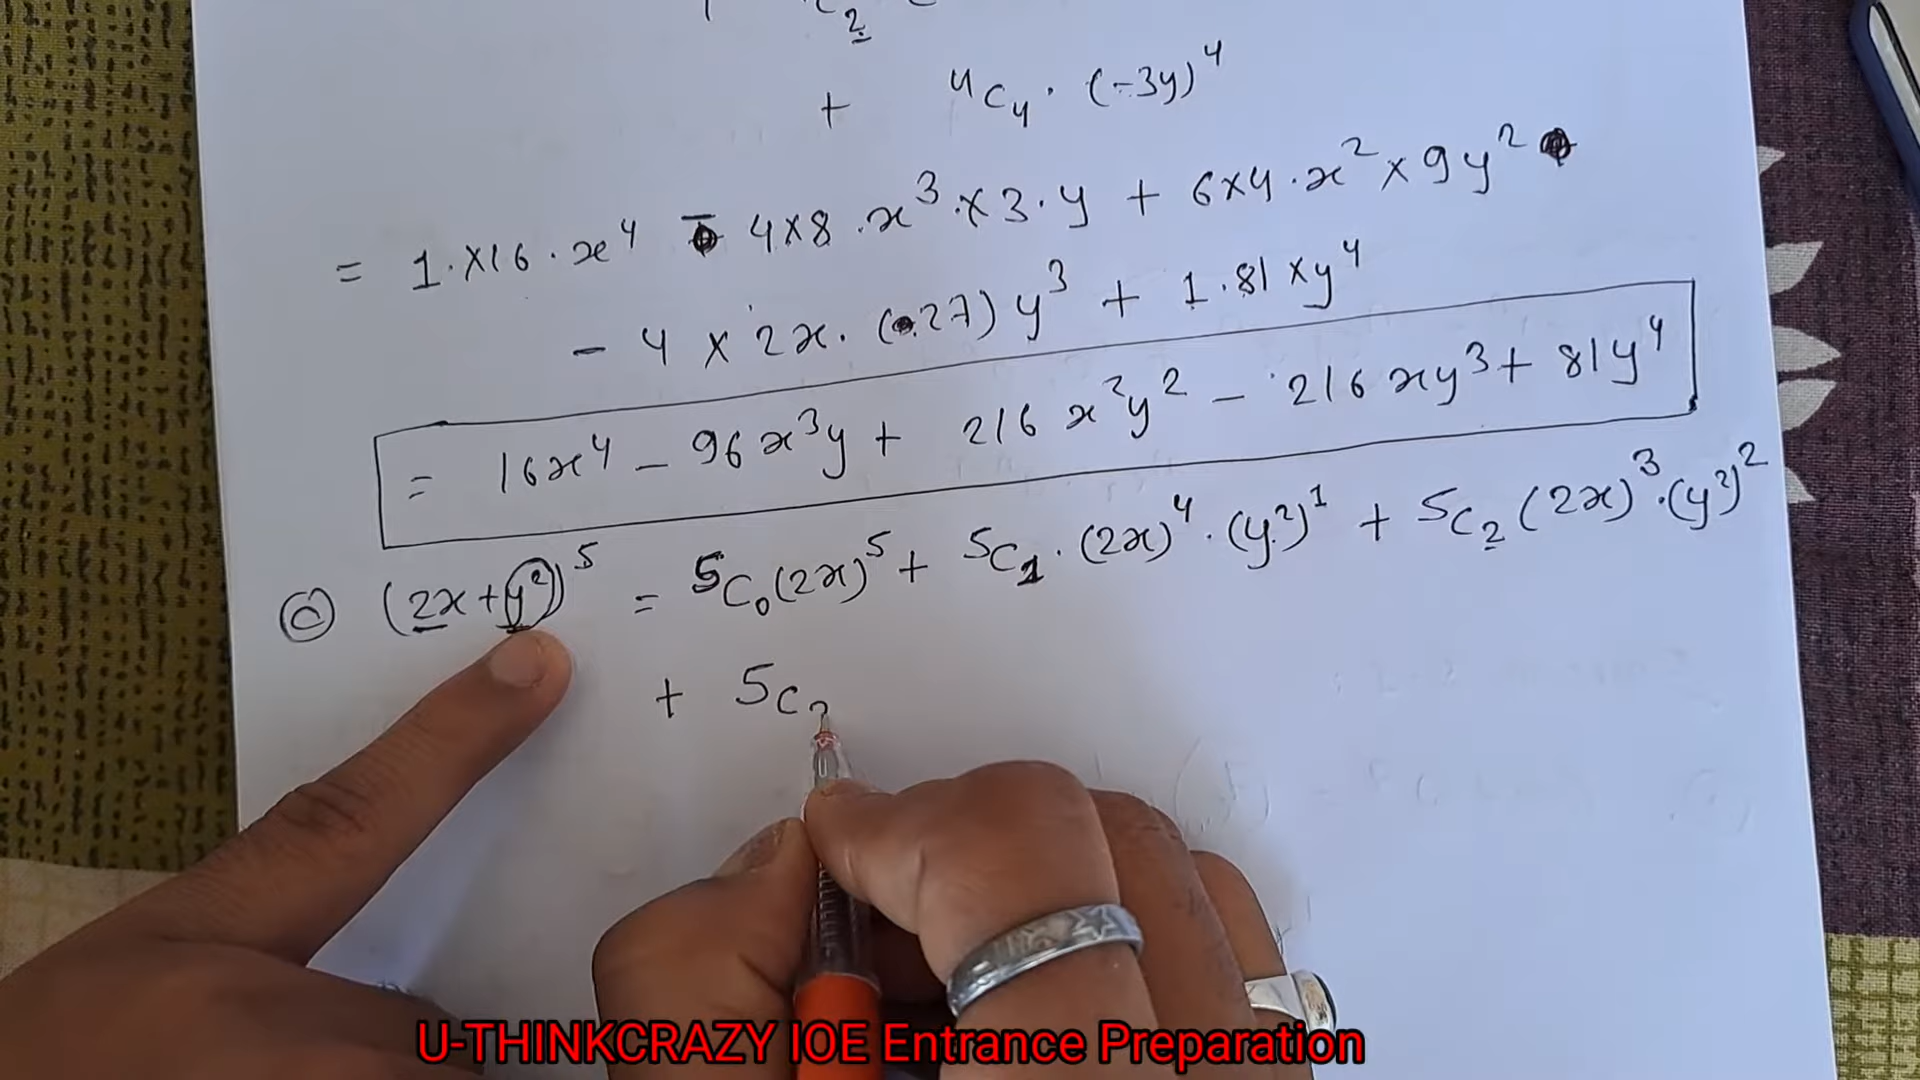 2
+ ⁴C₄ · (-3y)⁴
= 1·×16·x⁴ - 4×8·x³·×3·y + 6×4·x²×9y²
- 4×2x·(27)y³ + 1·81×y⁴
= 16x⁴ - 96x³y + 216x²y² - 216xy³ + 81y⁴
ⓒ (2x+y²)⁵ = ⁵C₀(2x)⁵ + ⁵C₁·(2x)⁴·(y²)¹ + ⁵C₂(2x)³·(y²)²
+ ⁵C
U-THINKCRAZY IOE Entrance Preparation